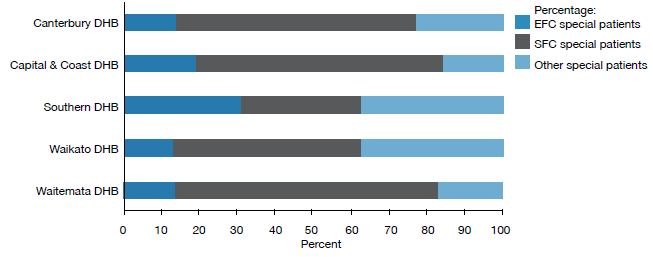 Percentage:
EFC special patients
SFC special patients
Other special patients
Canterbury DHB
Capital & Coast DHB
Southern DHB
Waikato DHB
Waitemata DHB
0 10 20 30 40 50 60 70 80 90 100
Percent